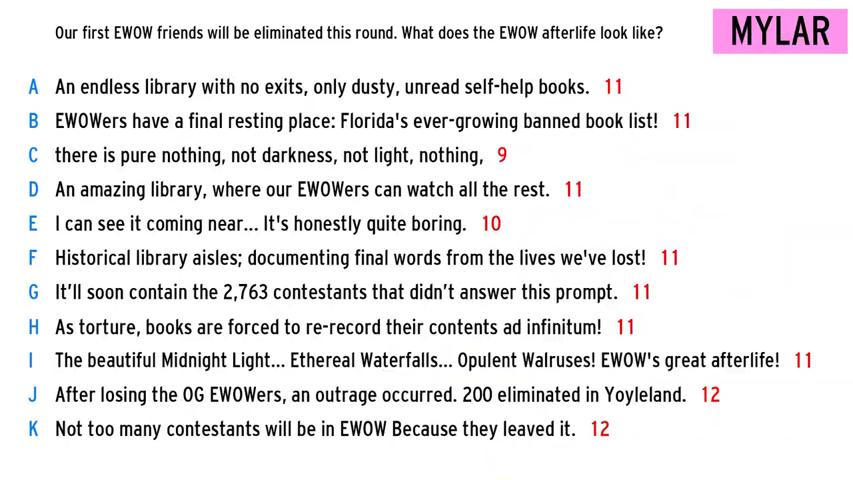 Our first EWOW friends will be eliminated this round. What does the EWOW afterlife look like?
MYLAR
A An endless library with no exits, only dusty, unread self-help books. 11
B EWOWers have a final resting place: Florida's ever-growing banned book list! 11
C there is pure nothing, not darkness, not light, nothing, 9
D An amazing library, where our EWOWers can watch all the rest. 11
E I can see it coming near... It's honestly quite boring. 10
F Historical library aisles; documenting final words from the lives we've lost! 11
G It’ll soon contain the 2,763 contestants that didn’t answer this prompt. 11
H As torture, books are forced to re-record their contents ad infinitum! 11
I The beautiful Midnight Light... Ethereal Waterfalls... Opulent Walruses! EWOW's great afterlife! 11
J After losing the OG EWOWers, an outrage occurred. 200 eliminated in Yoyleland. 12
K Not too many contestants will be in EWOW Because they leaved it. 12